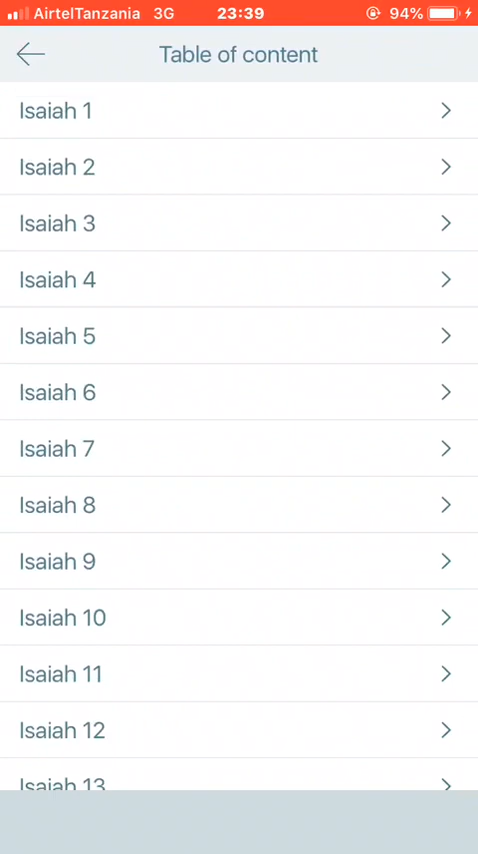 AirtelTanzania 3G 23:39 94%
Table of content
Isaiah 1
Isaiah 2
Isaiah 3
Isaiah 4
Isaiah 5
Isaiah 6
Isaiah 7
Isaiah 8
Isaiah 9
Isaiah 10
Isaiah 11
Isaiah 12
Isaiah 13